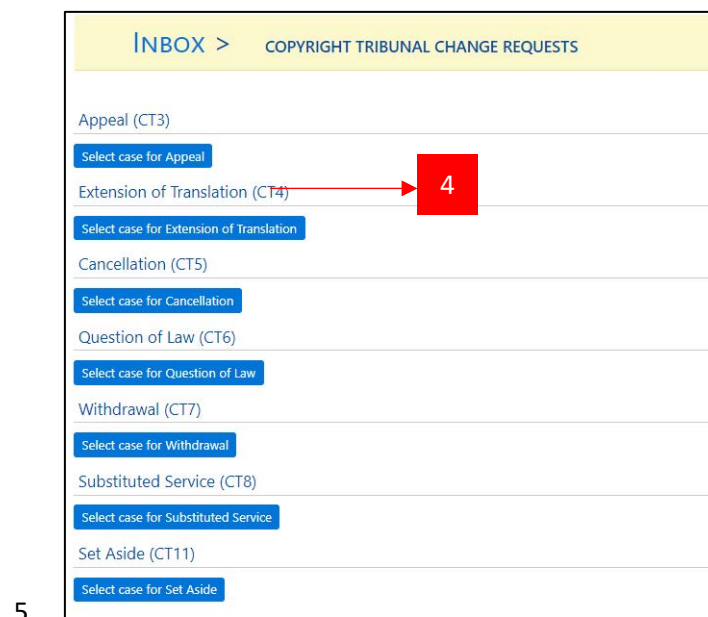 INBOX > COPYRIGHT TRIBUNAL CHANGE REQUESTS
Appeal (CT3)
Select case for Appeal
4
Extension of Translation (CT4)
Select case for Extension of Translation
Cancellation (CT5)
Select case for Cancellation
Question of Law (CT6)
Select case for Question of Law
Withdrawal (CT7)
Select case for Withdrawal
Substituted Service (CT8)
Select case for Substituted Service
Set Aside (CT11)
Select case for Set Aside
5